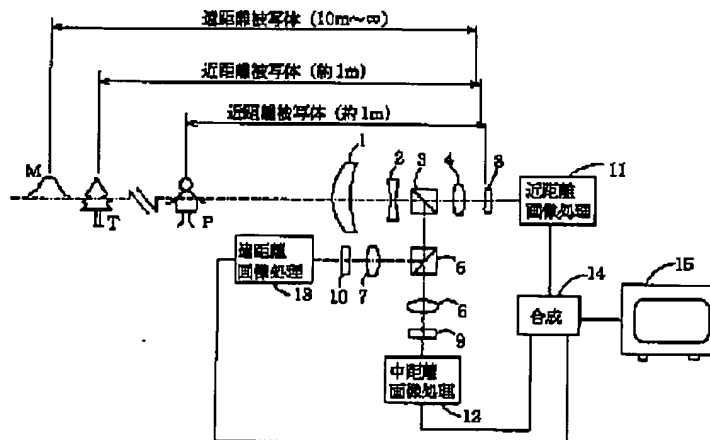 遠距離被写体 (10m~∞)
近距離被写体 (約1m)
近距離被写体 (約1m)
1
2
3
4
8
11
M
T
P
近距離
画像処理
遠距離
画像処理
13
10
7
5
14
15
6
合成
9
中距離
画像処理
12